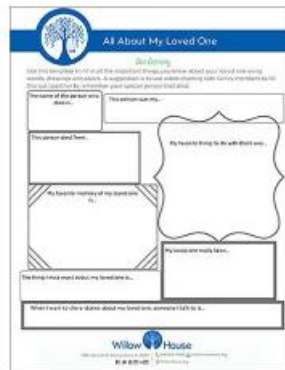 All About My Loved One
Use this template to fill in all the important things you know about your loved one using
words, drawings and colors. A suggestion is to use video chatting with family members to fill
this out together to remember your special person that died.
The name of the person who
died is...
This person was my...
This person died from...
My favorite thing to do with them was...
My favorite memory of my loved one
is...
My loved one really liked...
The thing I miss most about my loved one is...
When I want to share stories about my loved one, someone I talk to is...
Willow House